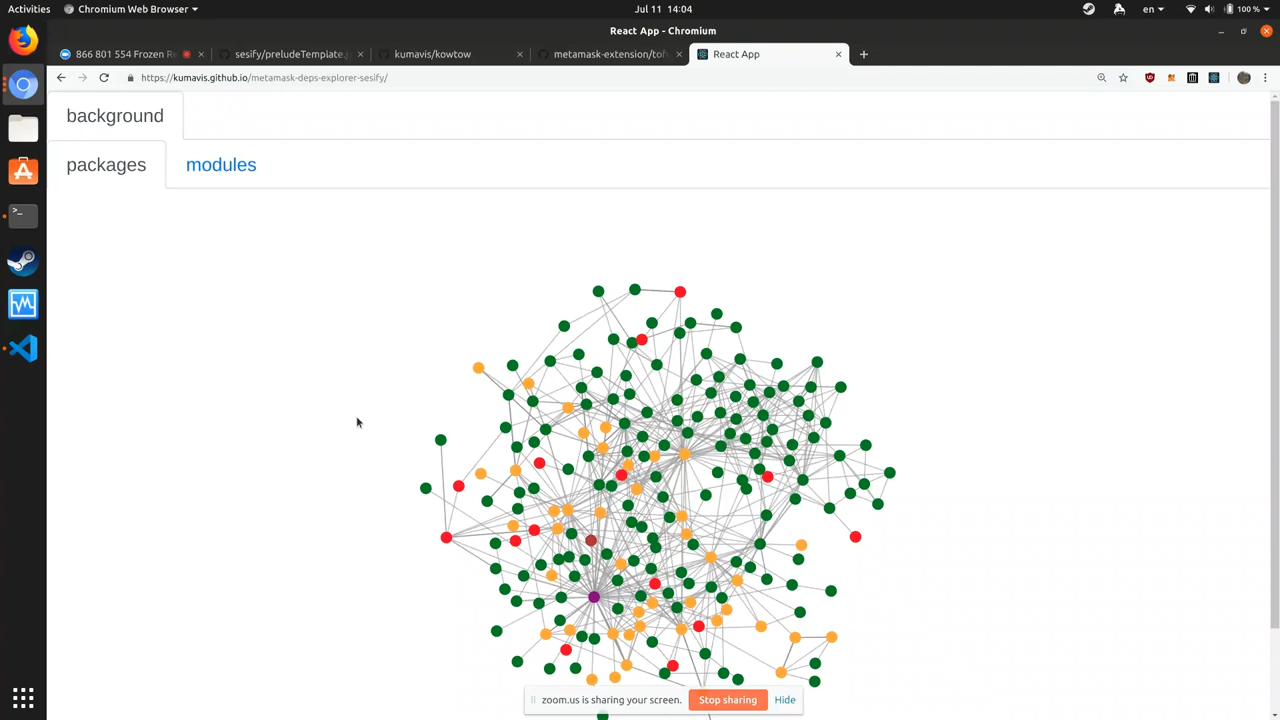 Activities
Chromium Web Browser
Jul 11 14:04
en
100 %
React App - Chromium
866 801 554 Frozen Re
sesify/preludeTemplate.j
kumavis/kowtow
metamask-extension/tof
React App
https://kumavis.github.io/metamask-deps-explorer-sesify/
background
packages
modules
zoom.us is sharing your screen.
Stop sharing
Hide